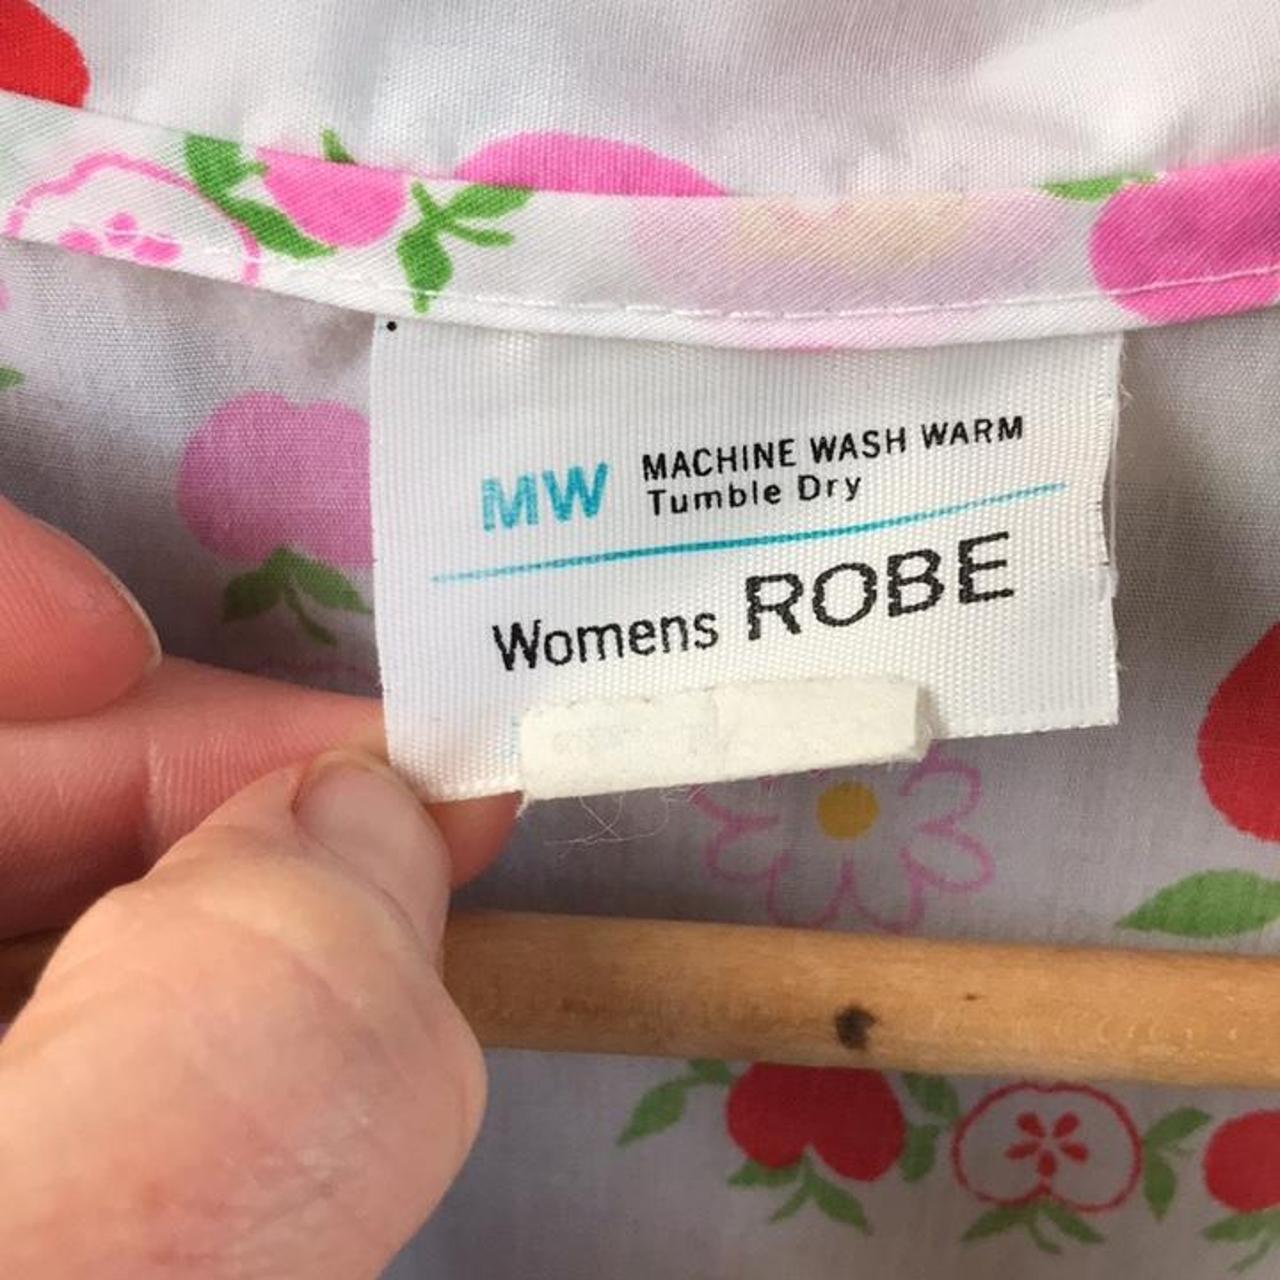 MW MACHINE WASH WARM
Tumble Dry
Womens ROBE